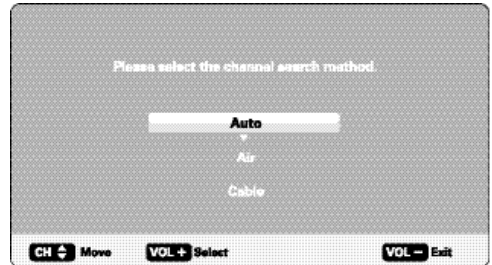 Please select the channel search method.
Auto
Air
Cable
CH Move VOL + Select VOL - Exit